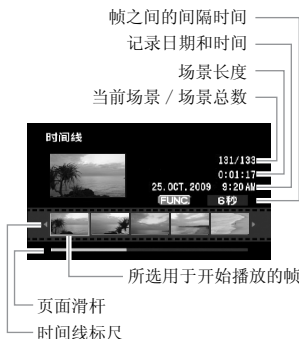 帧之间的间隔时间
记录日期和时间
场景长度
当前场景 / 场景总数
时间线
131/133
0:01:17
25.OCT.2009 9:20AM
FUNC. 6秒
所选用于开始播放的帧
页面滑杆
时间线标尺